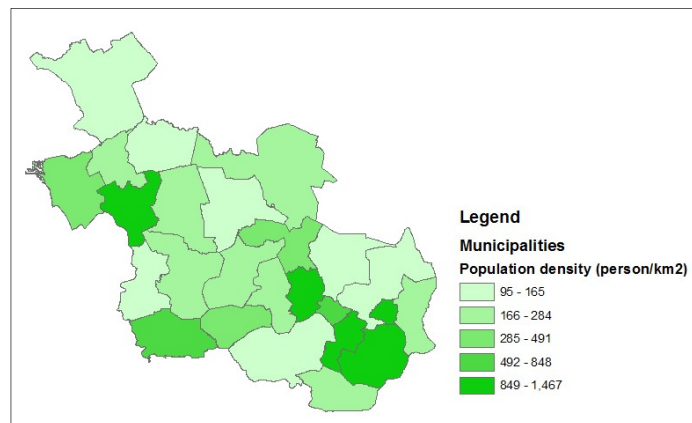 Legend
Municipalities
Population density (person/km2)
95 - 165
166 - 284
285 - 491
492 - 848
849 - 1,467